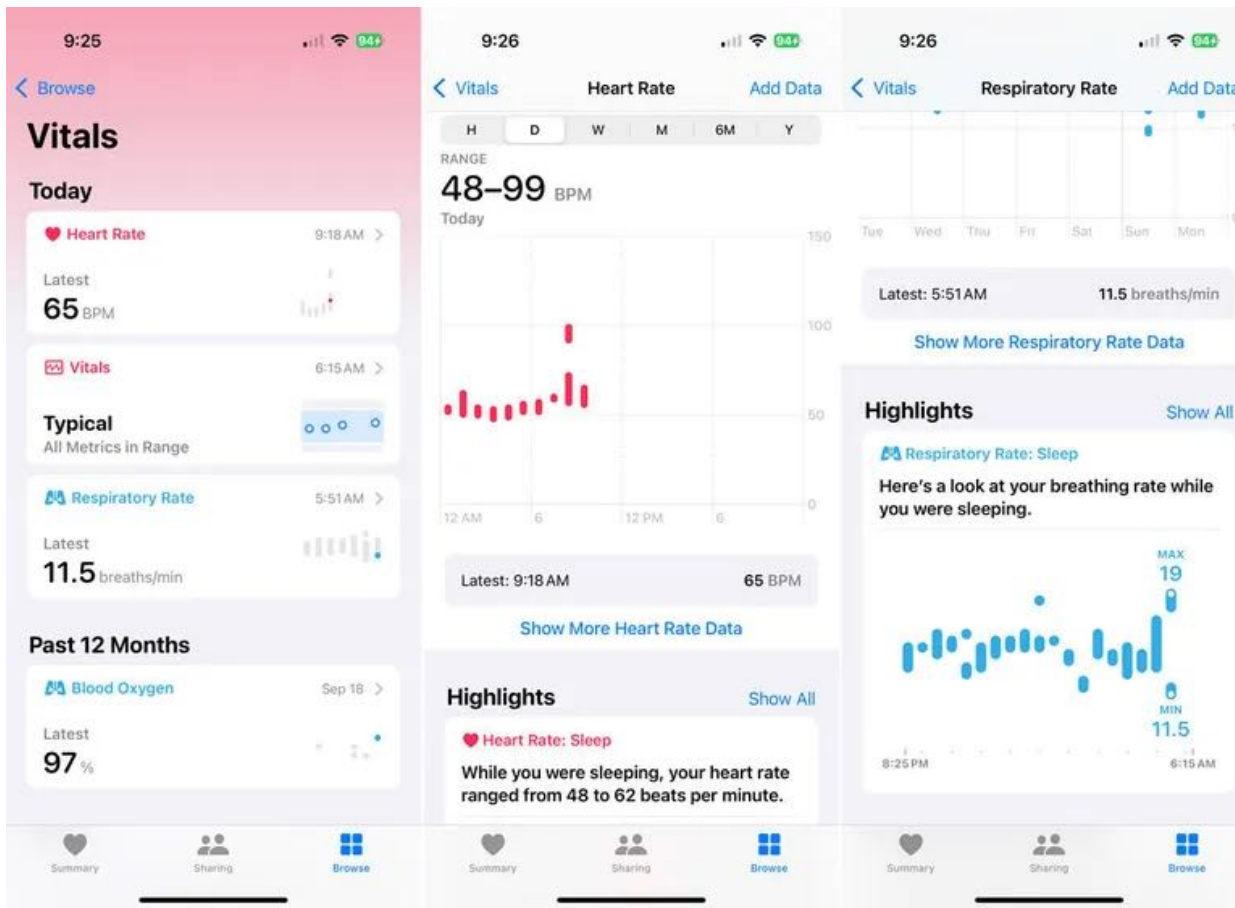 9:25
94+
Browse
Vitals
Today
Heart Rate
9:18 AM
Latest
65 BPM
Vitals
6:15 AM
Typical
All Metrics in Range
Respiratory Rate
5:51 AM
Latest
11.5 breaths/min
Past 12 Months
Blood Oxygen
Sep 18
Latest
97 %
Summary
Sharing
Browse
9:26
94+
Vitals
Heart Rate
Add Data
H D W M 6M Y
RANGE
48–99 BPM
Today
150
100
50
0
12 AM 6 12 PM 6
Latest: 9:18 AM 65 BPM
Show More Heart Rate Data
Highlights
Show All
Heart Rate: Sleep
While you were sleeping, your heart rate
ranged from 48 to 62 beats per minute.
Summary
Sharing
Browse
9:26
94+
Vitals
Respiratory Rate
Add Data
Tue Wed Thu Fri Sat Sun Mon
Latest: 5:51 AM 11.5 breaths/min
Show More Respiratory Rate Data
Highlights
Show All
Respiratory Rate: Sleep
Here's a look at your breathing rate while
you were sleeping.
MAX
19
MIN
11.5
8:25 PM 6:15 AM
Summary
Sharing
Browse